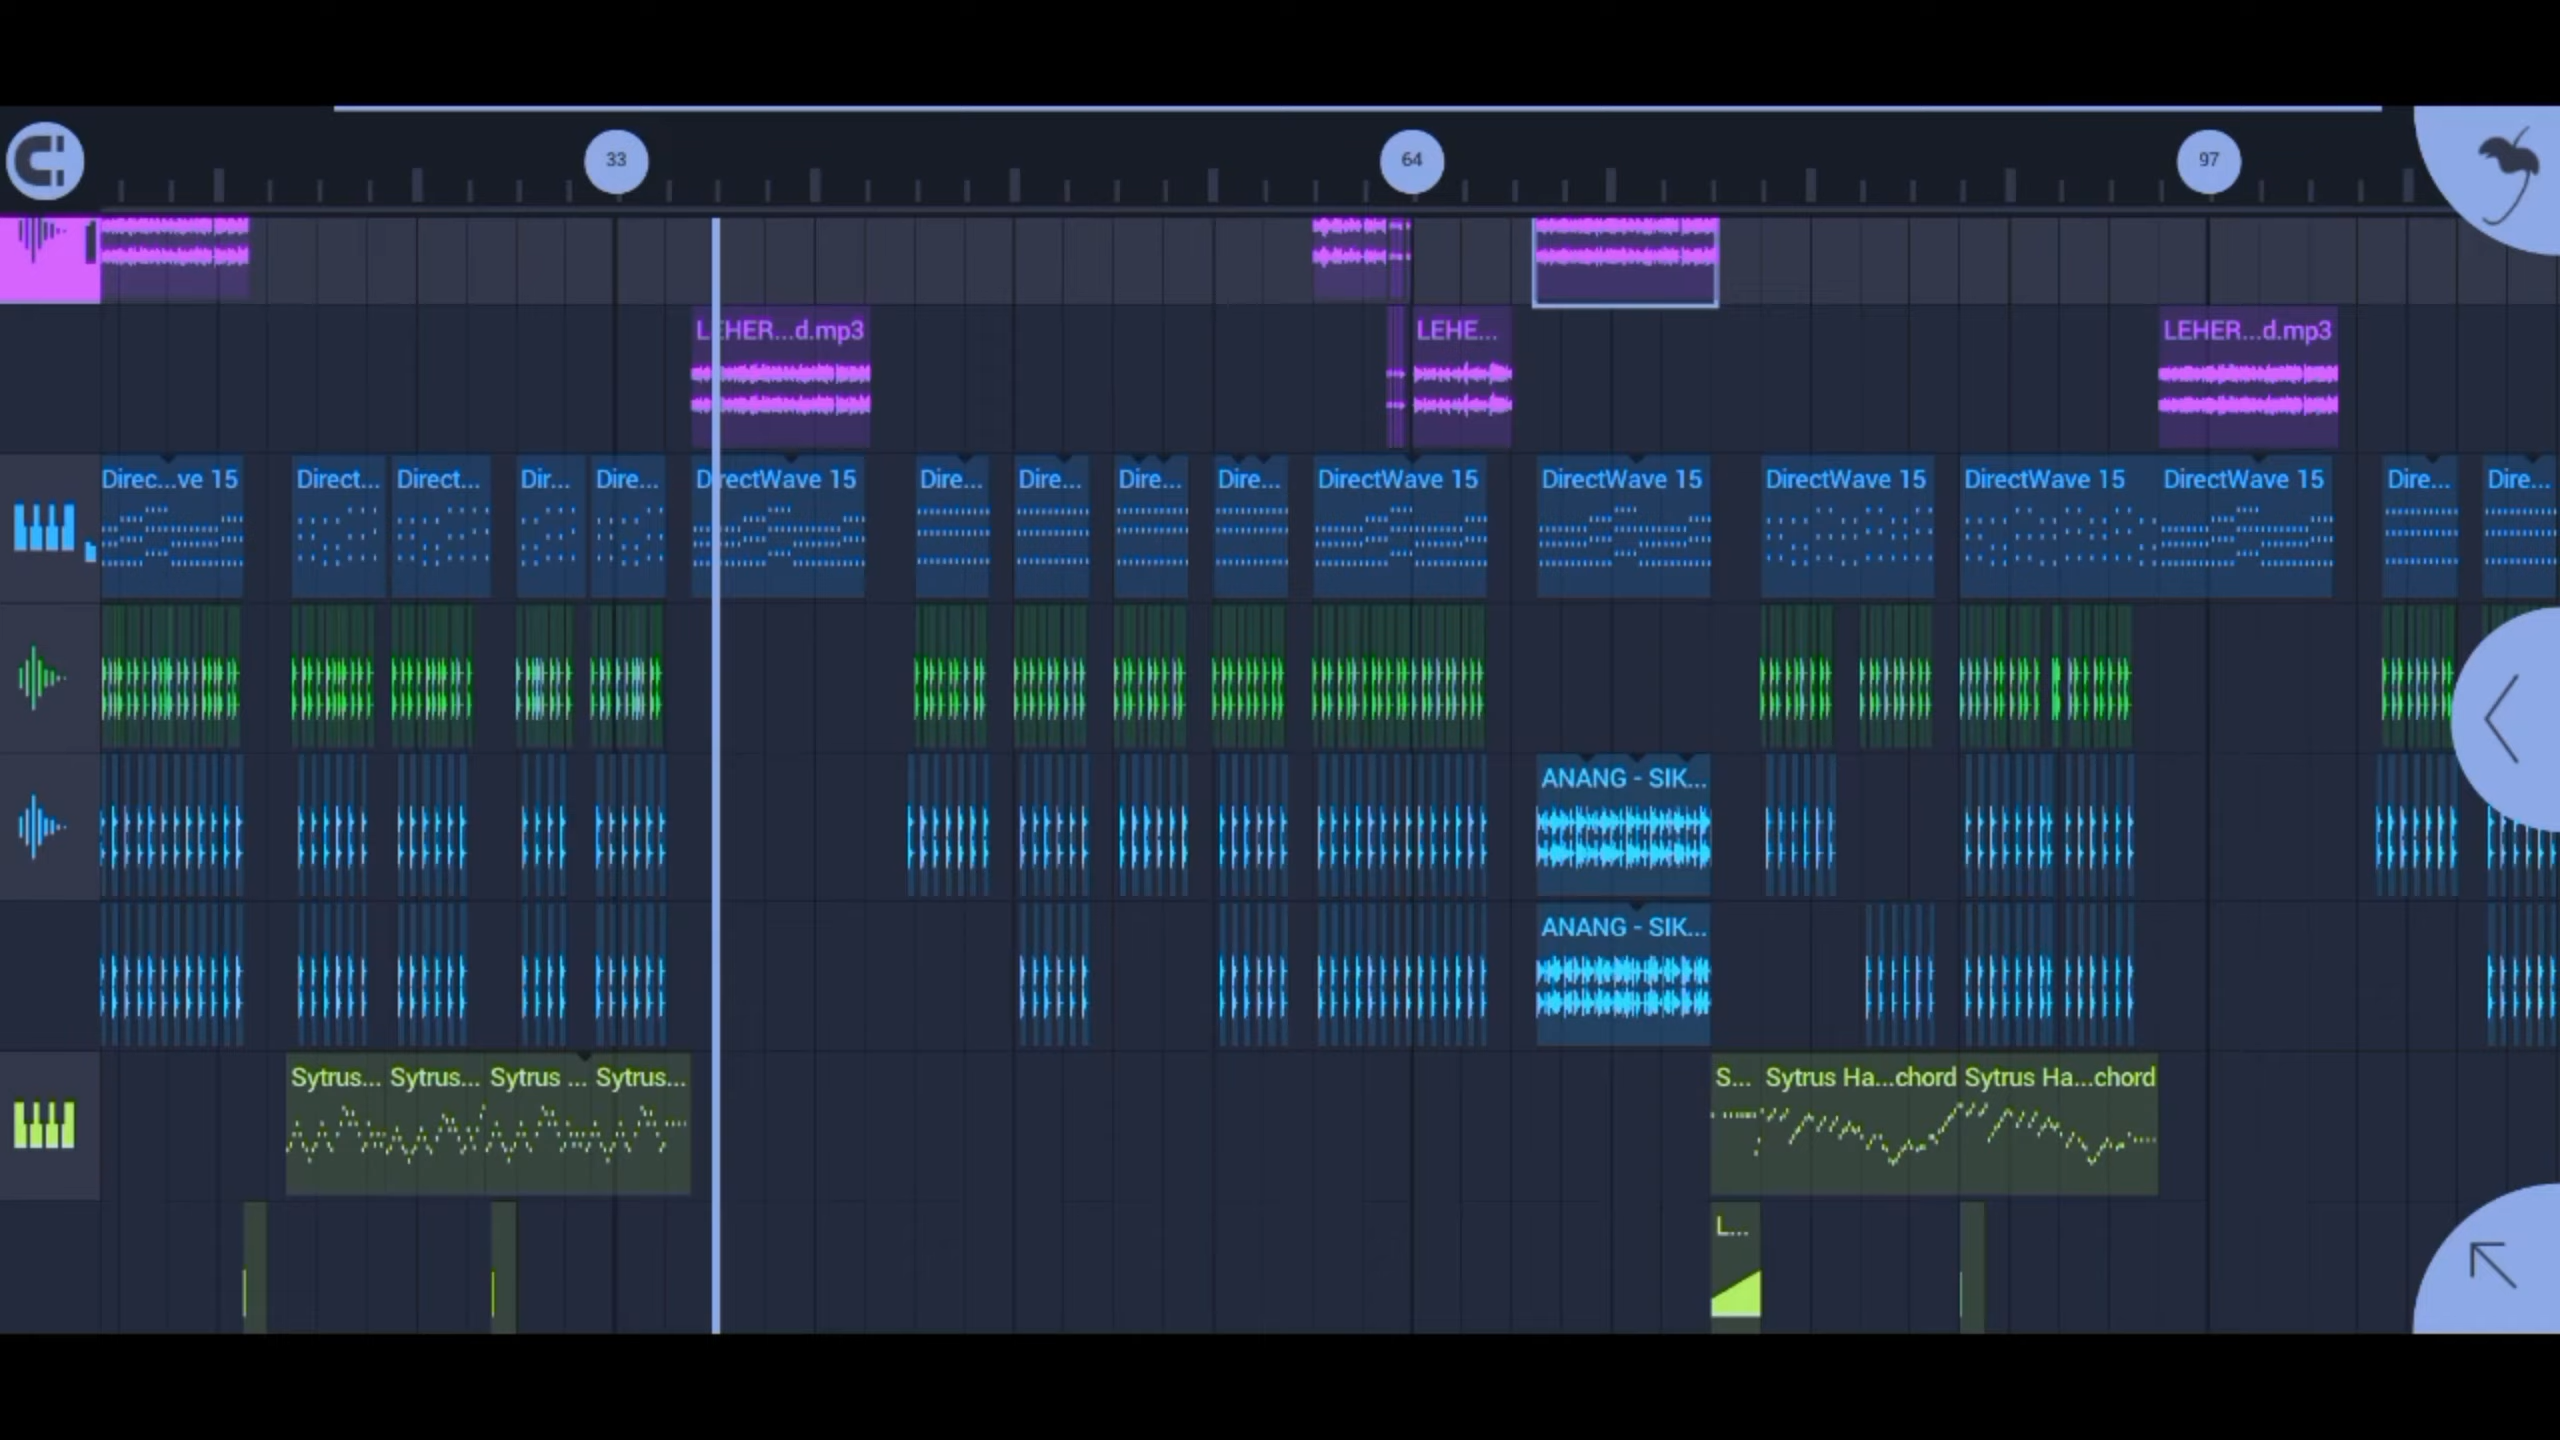 33 64 97
LEHER...d.mp3 LEHE... LEHER...d.mp3
Direc...ve 15 Direct... Direct... Dir... Dire... DirectWave 15 Dire... Dire... Dire... Dire... DirectWave 15 DirectWave 15 DirectWave 15 DirectWave 15 DirectWave 15 Dire... Dire...
ANANG - SIK...
ANANG - SIK...
Sytrus... Sytrus... Sytrus ... Sytrus... S... Sytrus Ha...chord Sytrus Ha...chord
L...